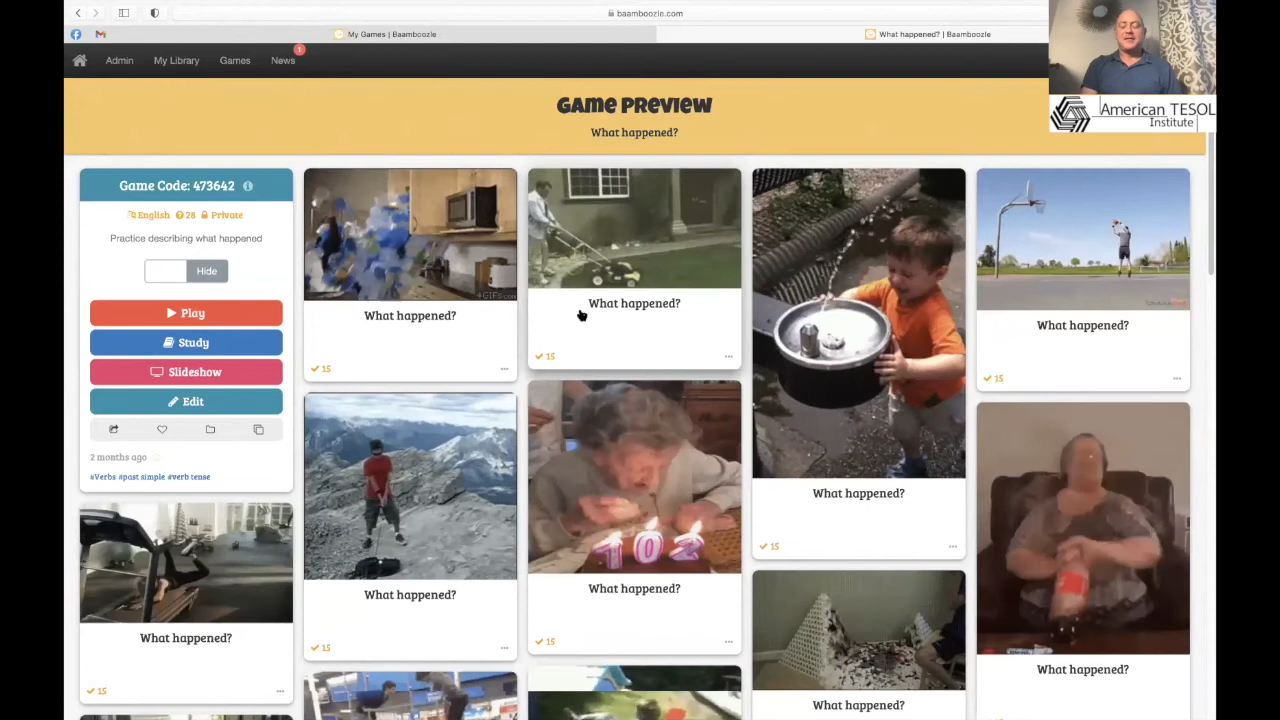 baamboozle.com
My Games | Baamboozle
What happened? | Baamboozle
Admin
My Library
Games
News
1
American TESOL
Institute
Game Preview
What happened?
Game Code: 473642
English
28
Private
Practice describing what happened
Hide
Play
Study
Slideshow
Edit
2 months ago
#Verbs #past simple #verb tense
What happened?
15
4GIFs.com
What happened?
15
What happened?
15
What happened?
15
What happened?
15
What happened?
15
102
What happened?
15
What happened?
What happened?